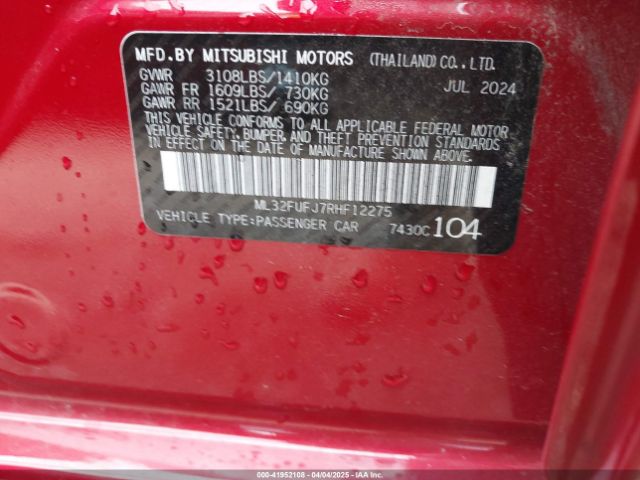 MFD.BY MITSUBISHI MOTORS (THAILAND)CO.,LTD.
GVWR 3108LBS/1410KG JUL 2024
GAWR FR 1609LBS/ 730KG
GAWR RR 1521LBS/ 690KG
THIS VEHICLE CONFORMS TO ALL APPLICABLE FEDERAL MOTOR
VEHICLE SAFETY,BUMPER,AND THEFT PREVENTION STANDARDS
IN EFFECT ON THE DATE OF MANUFACTURE SHOWN ABOVE.
ML32FUFJ7RHF12275
VEHICLE TYPE:PASSENGER CAR 7430C 104
000-41952108 - 04/04/2025 - IAAI.COM